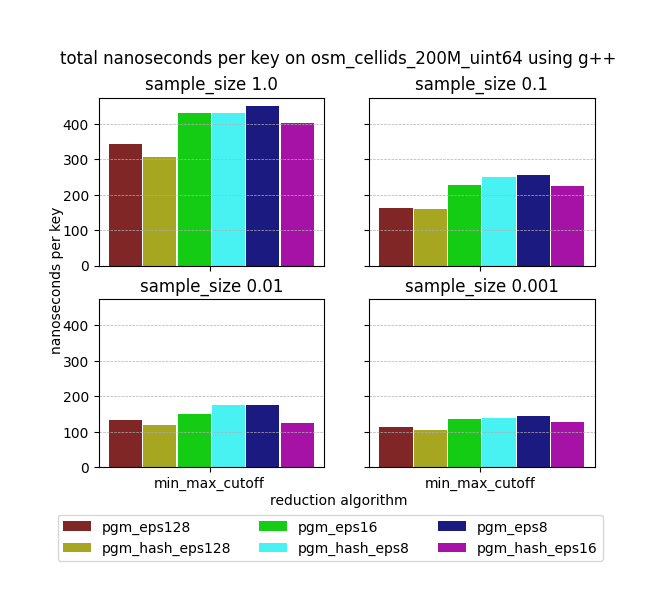 total nanoseconds per key on osm_cellids_200M_uint64 using g++
sample_size 1.0
sample_size 0.1
400
300
200
100
0
sample_size 0.01
sample_size 0.001
nanoseconds per key
400
300
200
100
0
min_max_cutoff
min_max_cutoff
reduction algorithm
pgm_eps128
pgm_eps16
pgm_eps8
pgm_hash_eps128
pgm_hash_eps8
pgm_hash_eps16